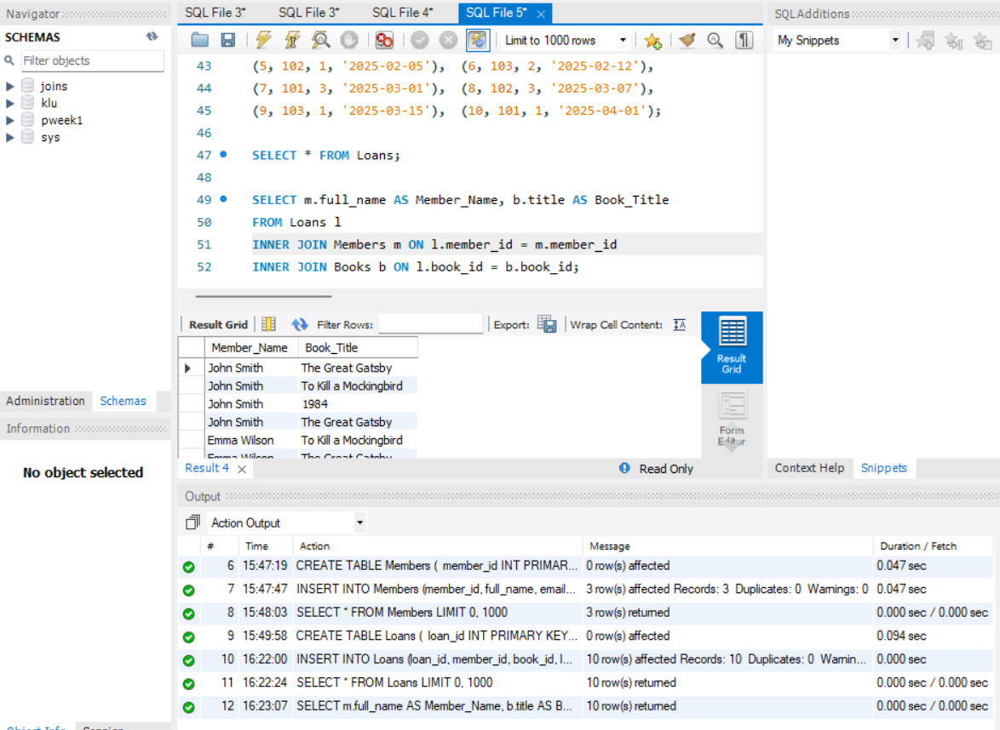 Navigator
SCHEMAS
Filter objects
joins
klu
pweek1
sys
Administration Schemas
Information
No object selected
Object Info Session
SQL File 3* SQL File 3* SQL File 4* SQL File 5*
Limit to 1000 rows
43 (5, 102, 1, '2025-02-05'), (6, 103, 2, '2025-02-12'),
44 (7, 101, 3, '2025-03-01'), (8, 102, 3, '2025-03-07'),
45 (9, 103, 1, '2025-03-15'), (10, 101, 1, '2025-04-01');
46
47 SELECT * FROM Loans;
48
49 SELECT m.full_name AS Member_Name, b.title AS Book_Title
50 FROM Loans l
51 INNER JOIN Members m ON l.member_id = m.member_id
52 INNER JOIN Books b ON l.book_id = b.book_id;
Result Grid Filter Rows: Export: Wrap Cell Content: IA
Member_Name Book_Title
John Smith The Great Gatsby
John Smith To Kill a Mockingbird
John Smith 1984
John Smith The Great Gatsby
Emma Wilson To Kill a Mockingbird
Emma Wilson The Great Gatsby
Result Grid
Form Editor
Result 4 Read Only
SQLAdditions
My Snippets
Context Help Snippets
Output
Action Output
# Time Action Message Duration / Fetch
6 15:47:19 CREATE TABLE Members ( member_id INT PRIMAR... 0 row(s) affected 0.047 sec
7 15:47:47 INSERT INTO Members (member_id, full_name, email... 3 row(s) affected Records: 3 Duplicates: 0 Warnings: 0 0.047 sec
8 15:48:03 SELECT * FROM Members LIMIT 0, 1000 3 row(s) returned 0.000 sec / 0.000 sec
9 15:49:58 CREATE TABLE Loans ( loan_id INT PRIMARY KEY... 0 row(s) affected 0.094 sec
10 16:22:00 INSERT INTO Loans (loan_id, member_id, book_id, l... 10 row(s) affected Records: 10 Duplicates: 0 Warnin... 0.000 sec
11 16:22:24 SELECT * FROM Loans LIMIT 0, 1000 10 row(s) returned 0.000 sec / 0.000 sec
12 16:23:07 SELECT m.full_name AS Member_Name, b.title AS B... 10 row(s) returned 0.000 sec / 0.000 sec